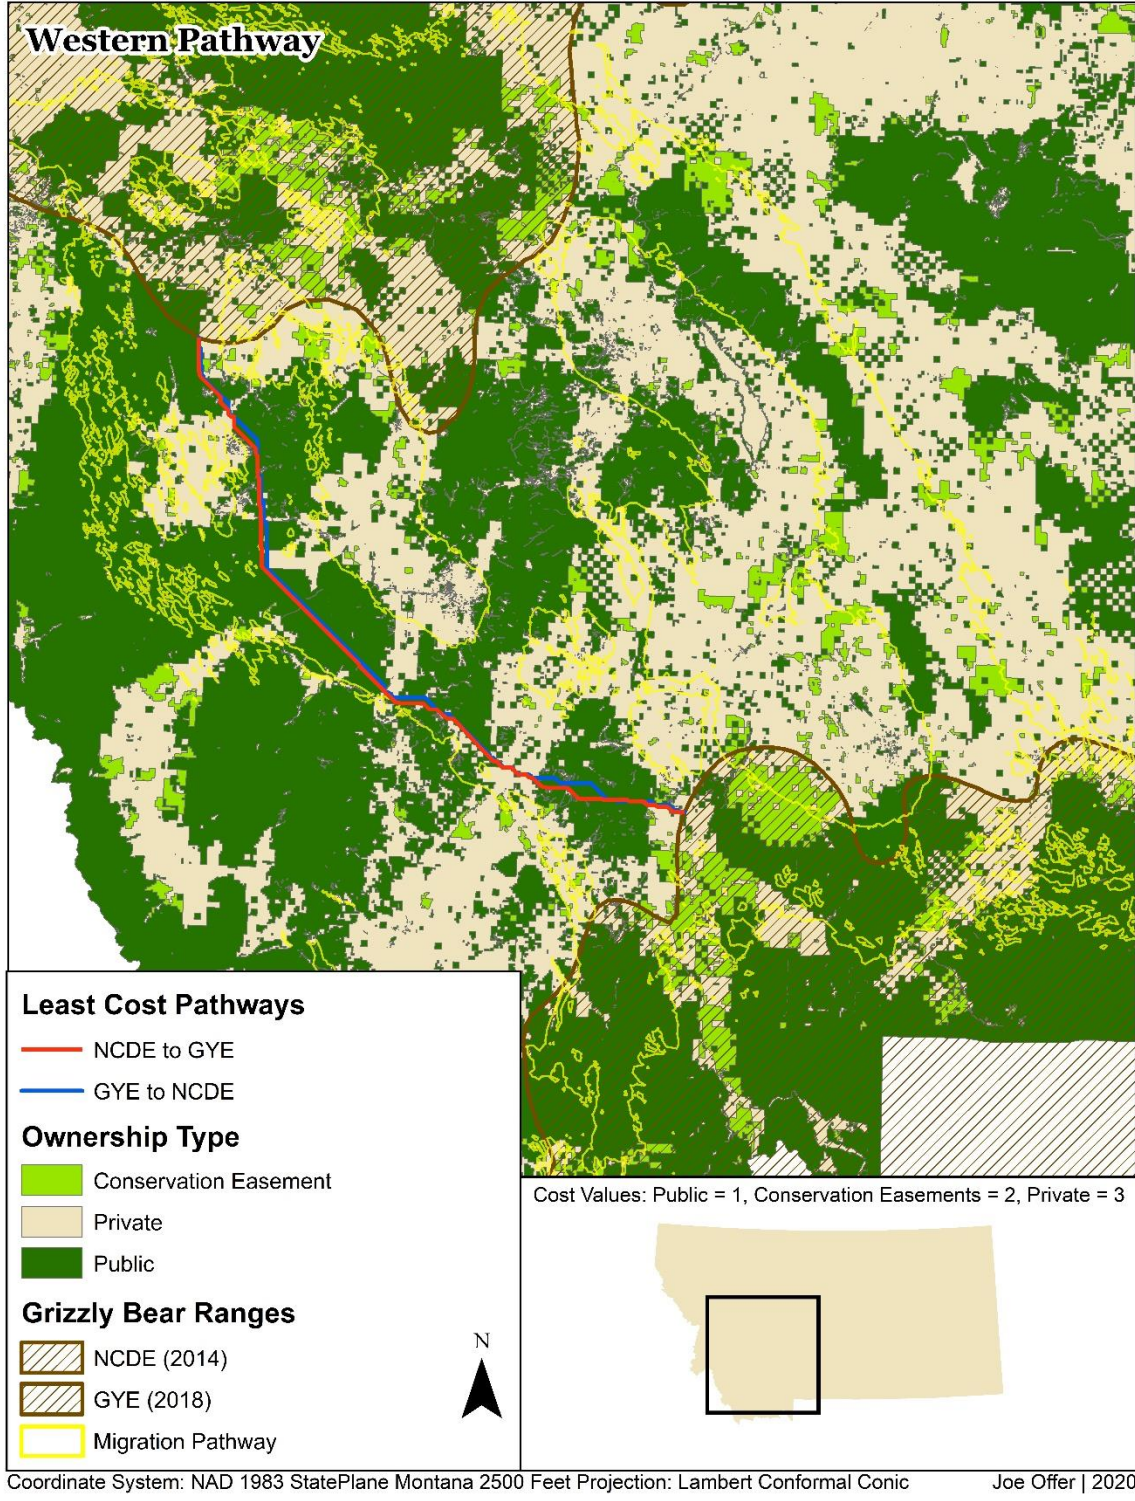 Western Pathway
Least Cost Pathways
NCDE to GYE
GYE to NCDE
Ownership Type
Conservation Easement
Private
Public
Grizzly Bear Ranges
NCDE (2014)
GYE (2018)
Migration Pathway
N
Cost Values: Public = 1, Conservation Easements = 2, Private = 3
Coordinate System: NAD 1983 StatePlane Montana 2500 Feet Projection: Lambert Conformal Conic
Joe Offer | 2020